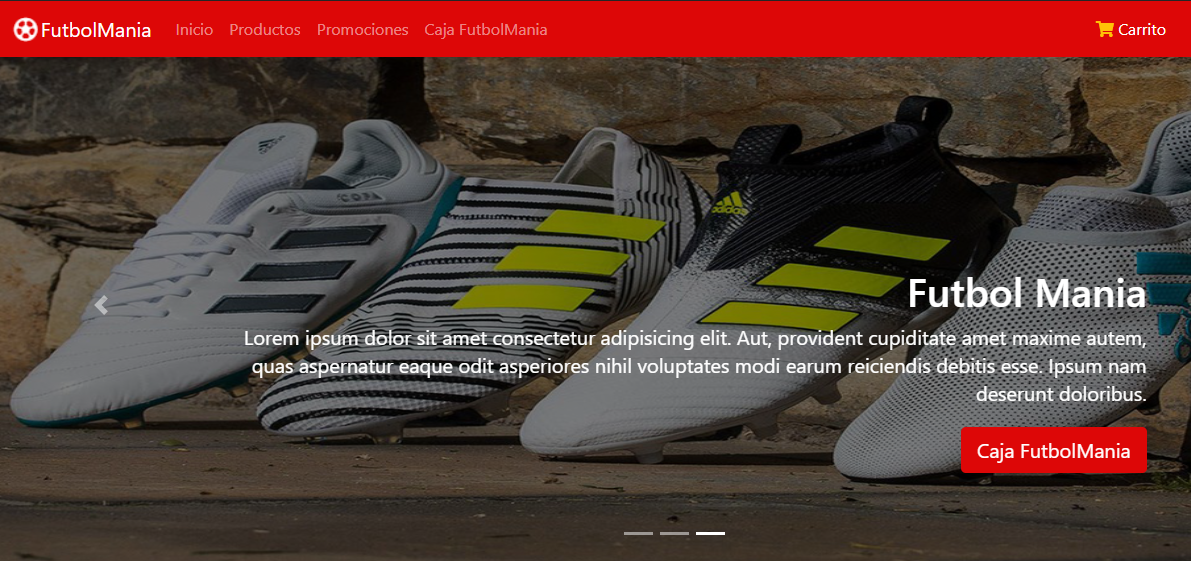 FutbolMania Inicio Productos Promociones Caja FutbolMania Carrito
COPA
adidas
Futbol Mania
Lorem ipsum dolor sit amet consectetur adipisicing elit. Aut, provident cupiditate amet maxime autem,
quas aspernatur eaque odit asperiores nihil voluptates modi earum reiciendis debitis esse. Ipsum nam
deserunt doloribus.
Caja FutbolMania